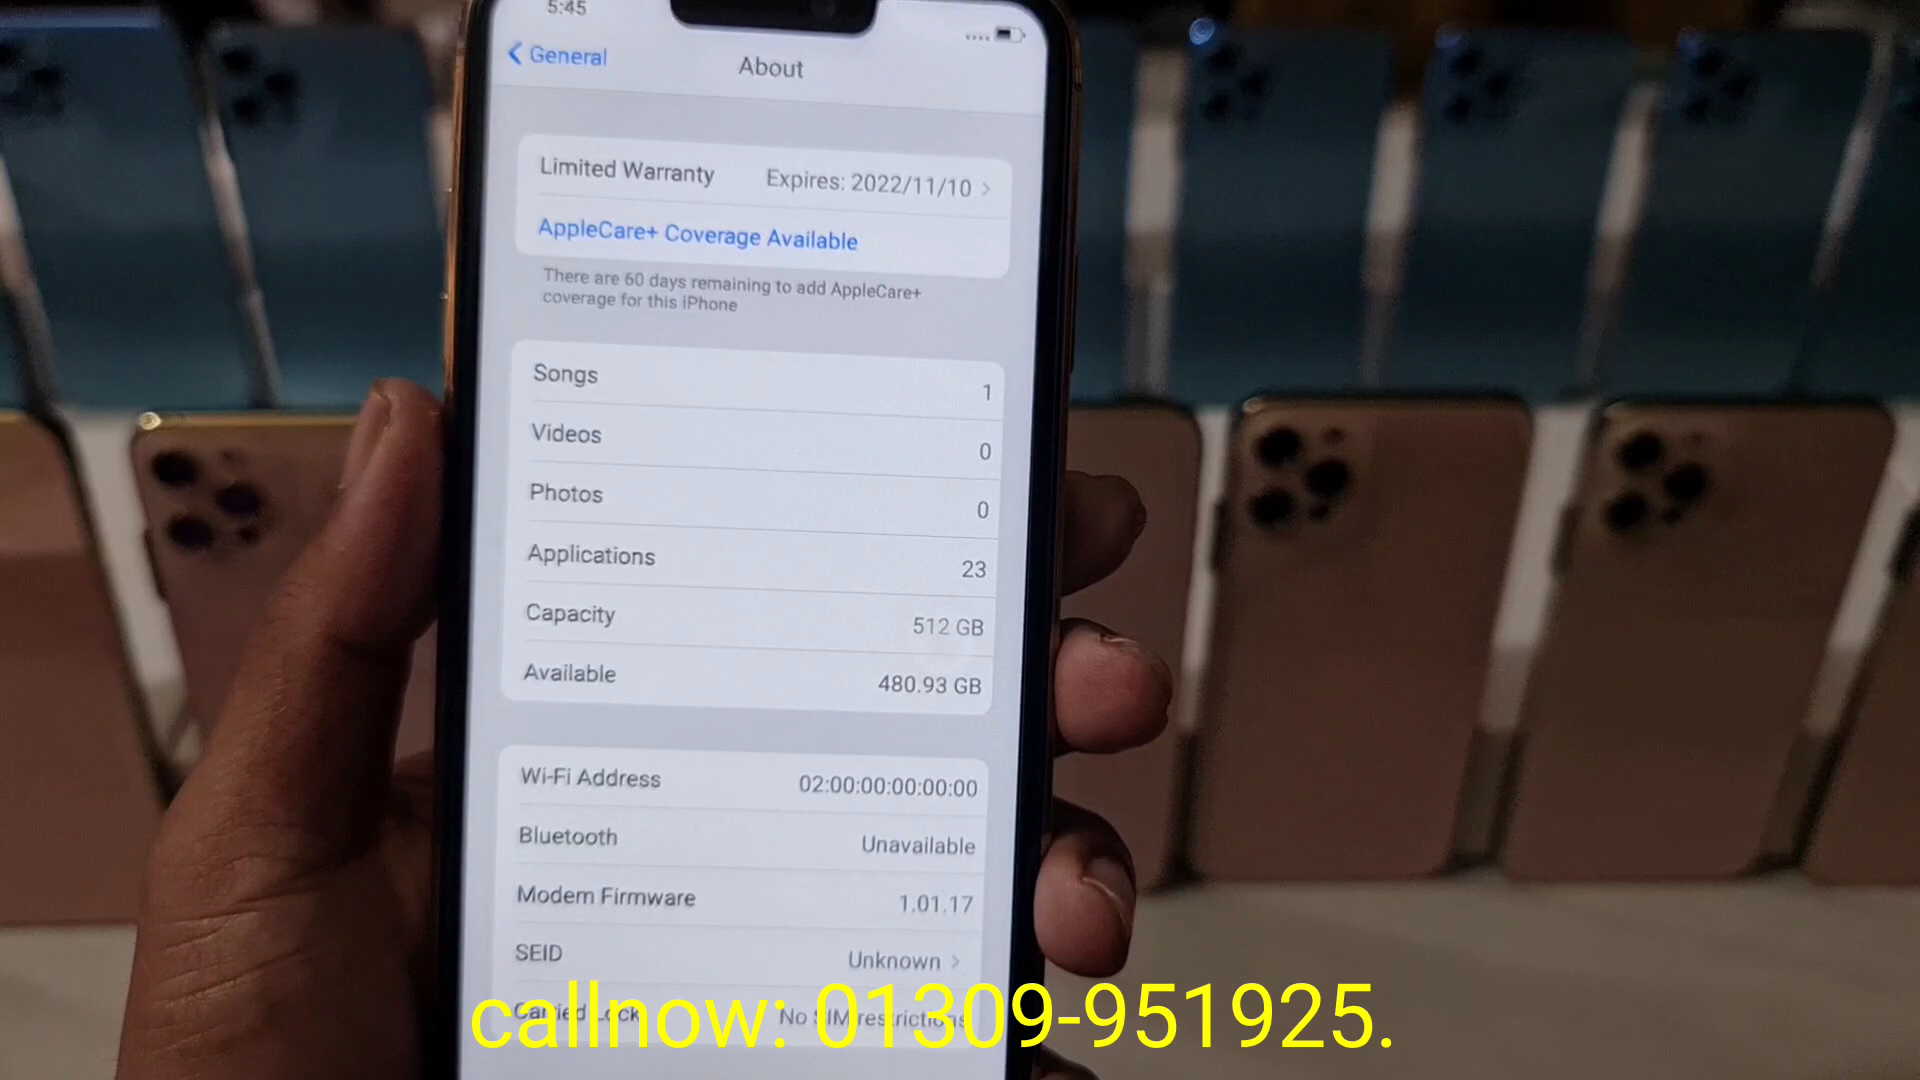 5:45
General
About
Limited Warranty Expires: 2022/11/10
AppleCare+ Coverage Available
There are 60 days remaining to add AppleCare+
coverage for this iPhone
Songs 1
Videos 0
Photos 0
Applications 23
Capacity 512 GB
Available 480.93 GB
Wi-Fi Address 02:00:00:00:00:00
Bluetooth Unavailable
Modem Firmware 1.01.17
SEID Unknown
No SIM restrictions
callnow: 01309-951925.